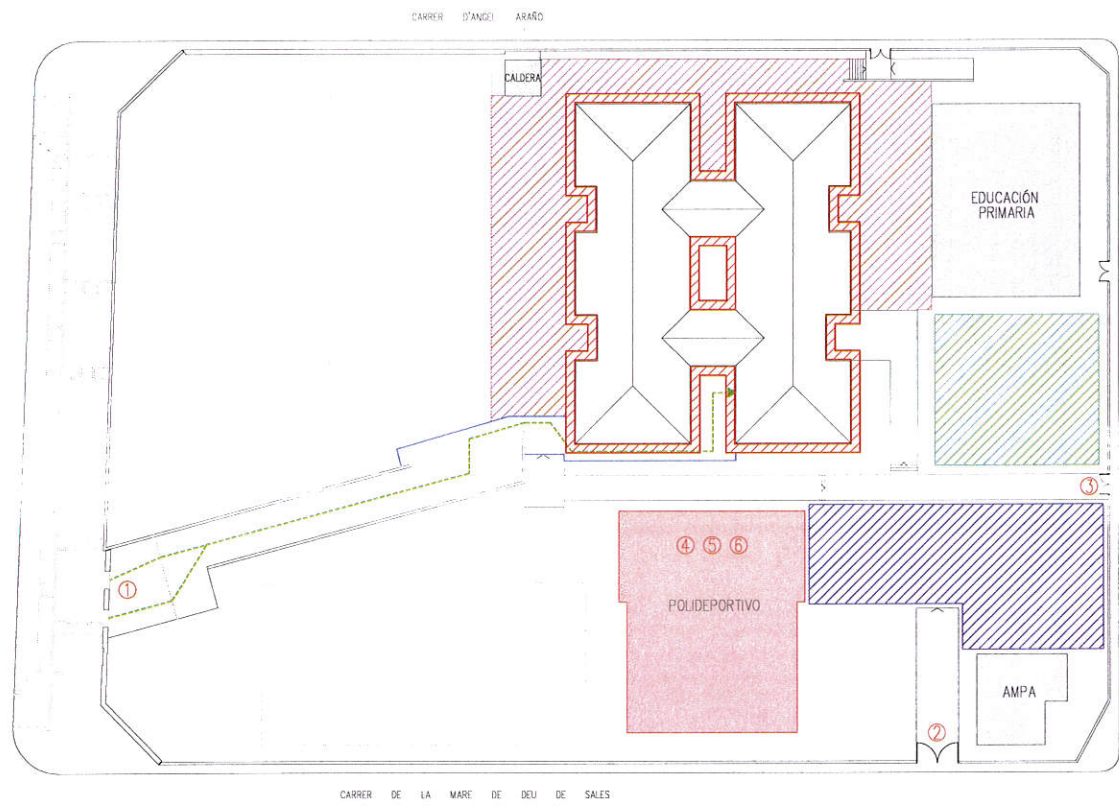 CARRER D'ANGEL ARAÑO
CALDERA
EDUCACIÓN
PRIMARIA
③
④ ⑤ ⑥
①
POLIDEPORTIVO
AMPA
②
CARRER DE LA MARE DE DEU DE SALES